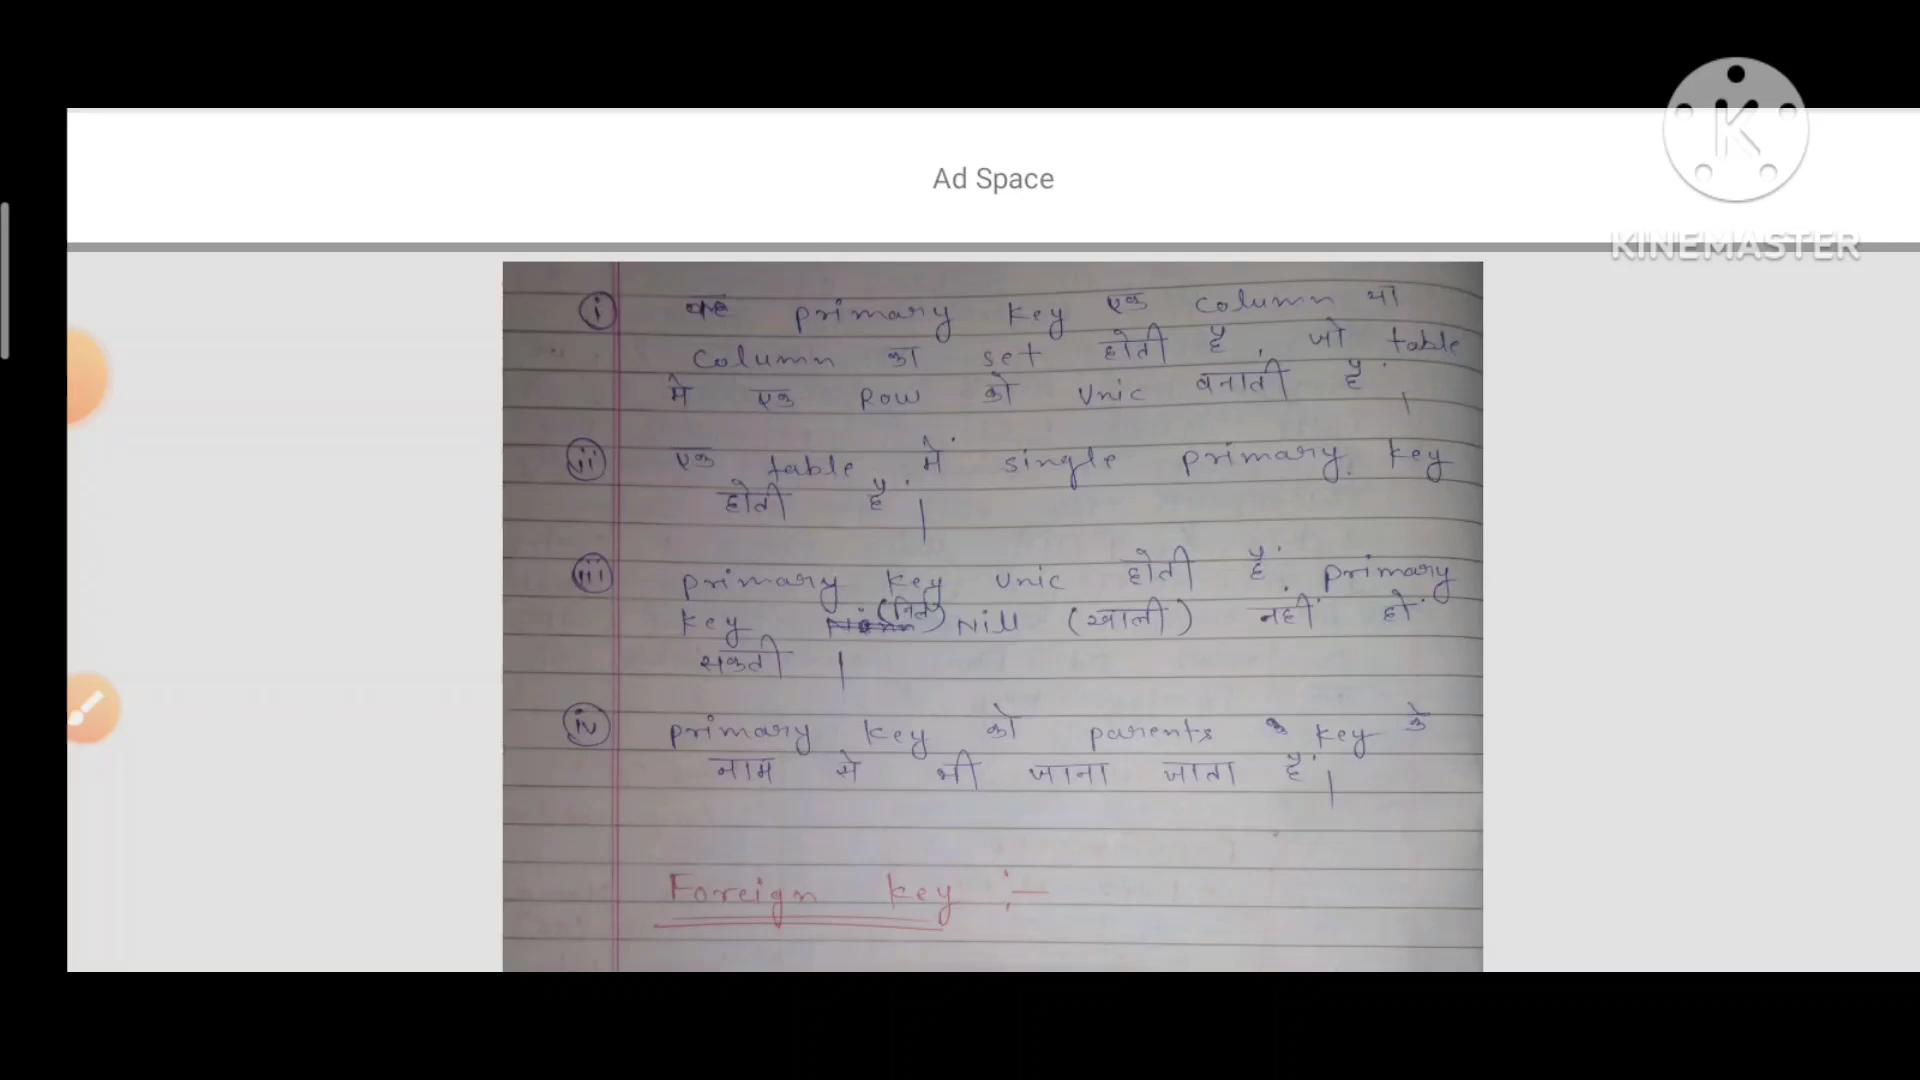 Ad Space
KINEMASTER
(i) primary key एक column या
column का set होती है, जो table
में एक Row को Unic बनाती है।
(ii) एक table में single primary key
होती है।
(iii) primary key unic होती है. primary
key (निल) Nill (खाली) नहीं हो
सकती।
(iv) primary key को parents key के
नाम से भी जाना जाता है।
Foreign key :-